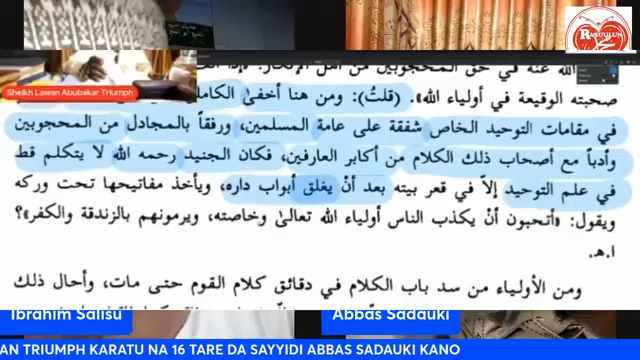 RASUULUN
الله عنه في حق المحجوبين من أهل الإنكار:
صحبته الوقيعة في أولياء الله». (قلتُ): ومن هنا أخفىٰ الكامل
Sheikh Lawan Abubakar Triumph
في مقامات التوحيد الخاص شفقة على عامة المسلمين، ورفقاً بالمجادل من المحجوبين
وأدباً مع أصحاب ذلك الكلام من أكابر العارفين، فكان الجنيد رحمه الله لا يتكلم قط
في علم التوحيد إلاّ في قعر بيته بعد أنْ يغلق أبواب داره، ويأخذ مفاتيحها تحت وركه
ويقول: «أتحبون أنْ يكذب الناس أولياء الله تعالىٰ وخاصته، ويرمونهم بالزندقة والكفر»؟
ا.هـ.
ومن الأولياء من سد باب الكلام في دقائق كلام القوم حتى مات، وأحال ذلك
Ibrahim Salisu
Abbas Sadauki
AN TRIUMPH KARATU NA 16 TARE DA SAYYIDI ABBAS SADAUKI KANO